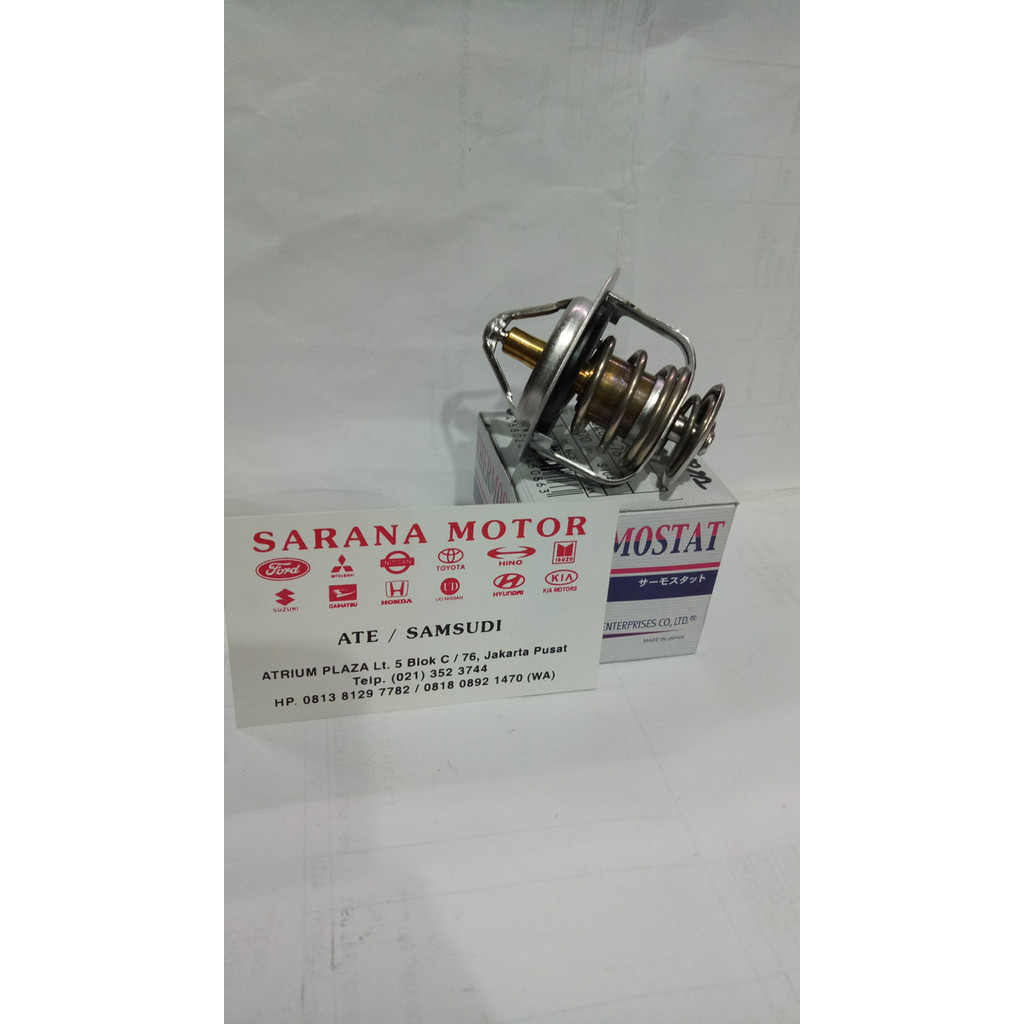 MOSTAT
サーモスタット
ENTERPRISES CO., LTD.
MADE IN JAPAN
SARANA MOTOR
Ford
MITSUBISHI
NISSAN
TOYOTA
HINO
ISUZU
SUZUKI
DAIHATSU
HONDA
UD
UD NISSAN
HYUNDAI
KIA
KIA MOTORS
ATE / SAMSUDI
ATRIUM PLAZA Lt. 5 Blok C / 76, Jakarta Pusat
Telp. (021) 352 3744
HP. 0813 8129 7782 / 0818 0892 1470 (WA)